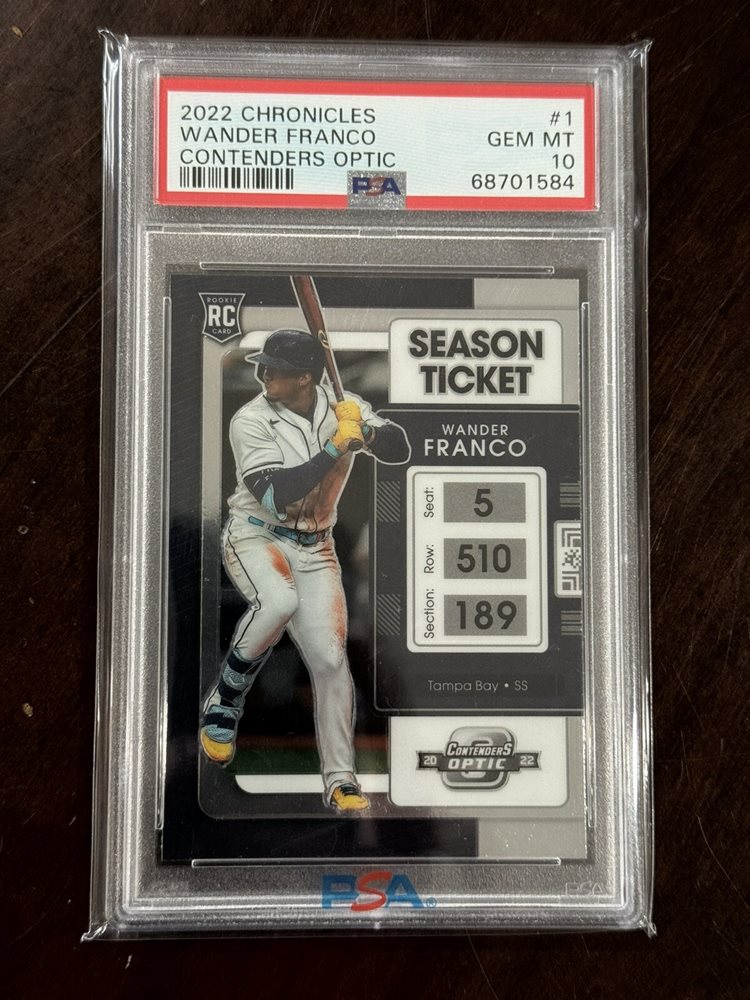 2022 CHRONICLES #1
WANDER FRANCO GEM MT
CONTENDERS OPTIC 10
68701584
PSA
ROOKIE
RC
CARD
SEASON
TICKET
WANDER
FRANCO
Seat: 5
Row: 510
Section: 189
Tampa Bay • SS
CONTENDERS
20 OPTIC 22
PSA
PSA